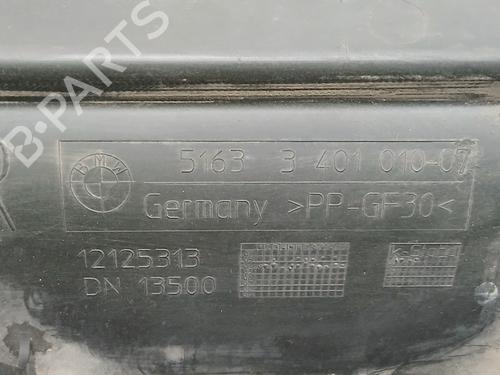 B-PARTS
BMW
5163 3 401 010-07
Germany >PP-GF30<
12125313
DN 13500
R